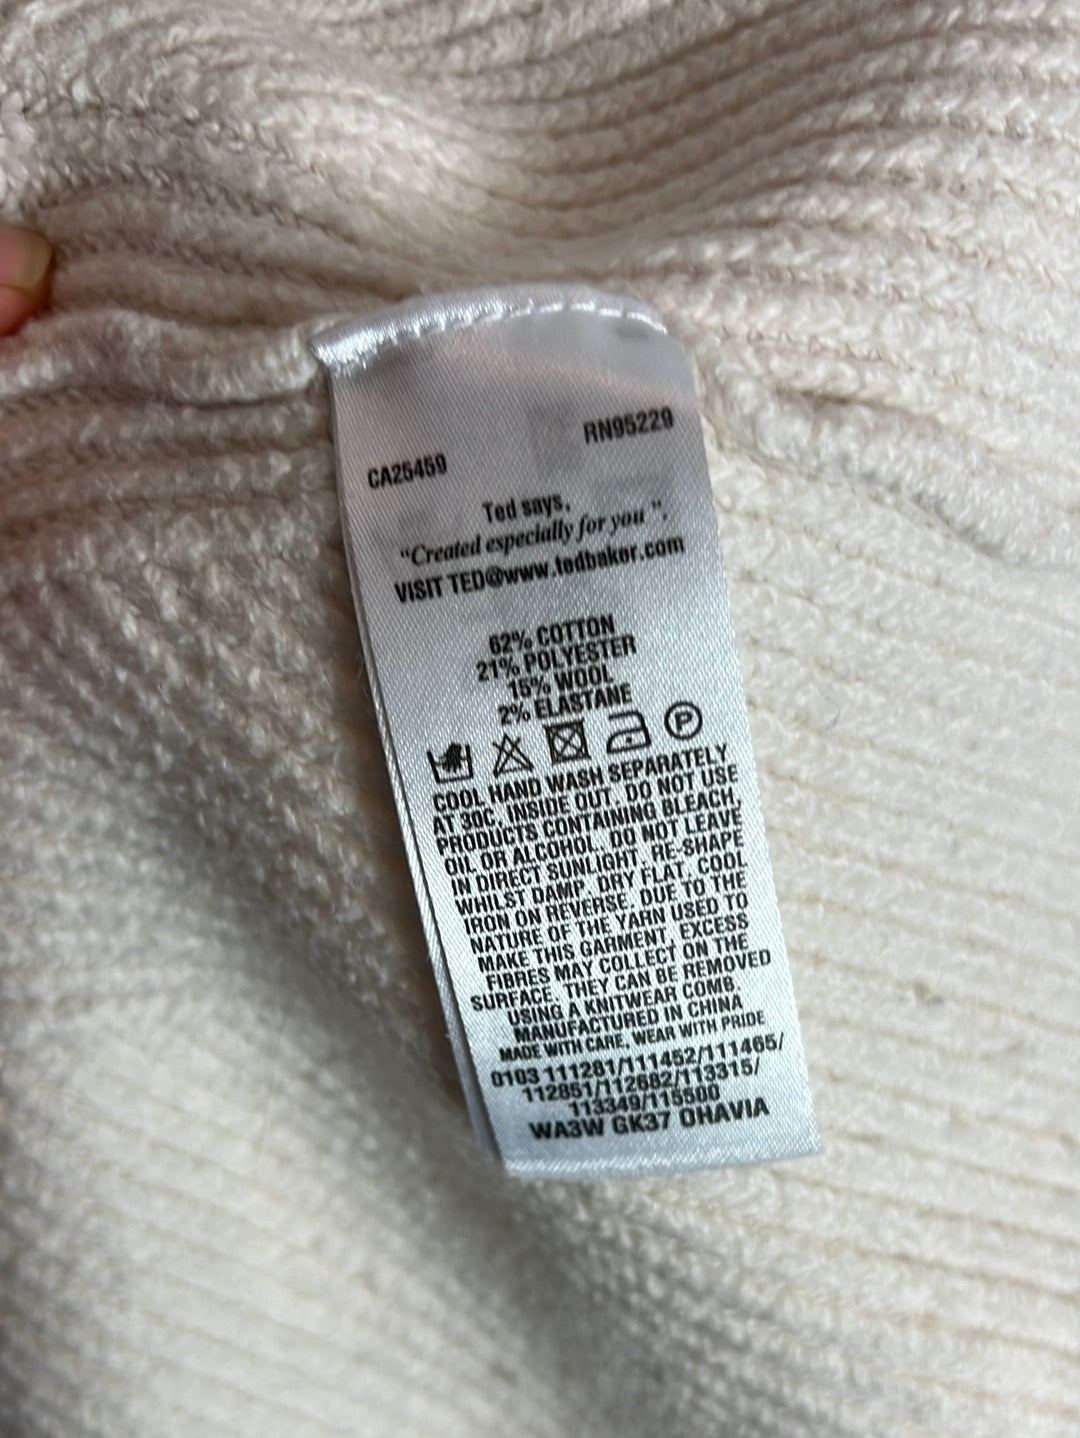 RN95229
CA25459
Ted says,
"Created especially for you".
VISIT TED@www.tedbaker.com
62% COTTON
21% POLYESTER
15% WOOL
2% ELASTANE
P
COOL HAND WASH SEPARATELY
AT 30C, INSIDE OUT. DO NOT USE
PRODUCTS CONTAINING BLEACH,
OIL OR ALCOHOL. DO NOT LEAVE
IN DIRECT SUNLIGHT. RE-SHAPE
WHILST DAMP. DRY FLAT. COOL
IRON ON REVERSE. DUE TO THE
NATURE OF THE YARN USED TO
MAKE THIS GARMENT, EXCESS
FIBRES MAY COLLECT ON THE
SURFACE. THEY CAN BE REMOVED
USING A KNITWEAR COMB.
MANUFACTURED IN CHINA
MADE WITH CARE, WEAR WITH PRIDE
0103 111281/111452/111465/
112851/112682/113315/
113349/115500
WA3W GK37 OHAVIA